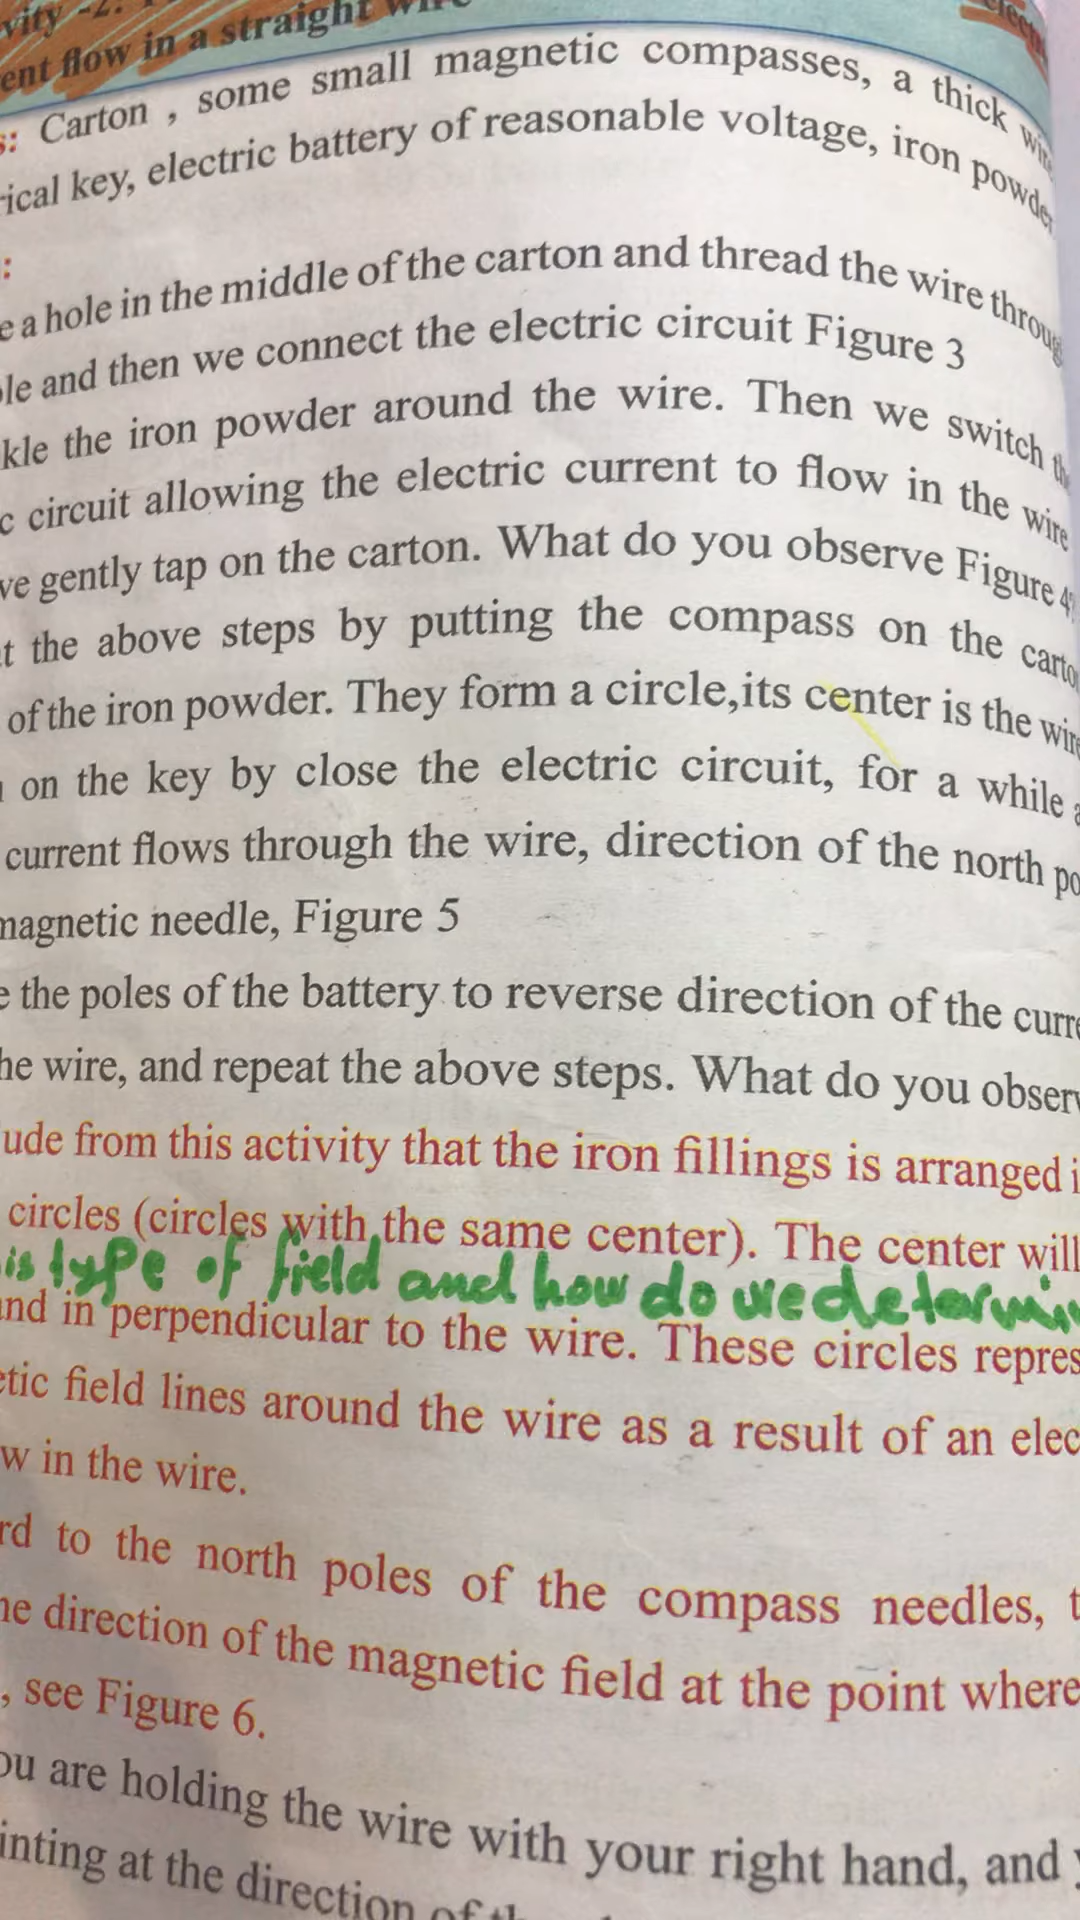 vity -2:
ent flow in a straight wire
s: Carton , some small magnetic compasses, a thick wire
rical key, electric battery of reasonable voltage, iron powder
:
e a hole in the middle of the carton and thread the wire throug
le and then we connect the electric circuit Figure 3
kle the iron powder around the wire. Then we switch th
c circuit allowing the electric current to flow in the wire
ve gently tap on the carton. What do you observe Figure 4?
t the above steps by putting the compass on the carto
of the iron powder. They form a circle,its center is the wire
on the key by close the electric circuit, for a while a
current flows through the wire, direction of the north po
magnetic needle, Figure 5
e the poles of the battery to reverse direction of the curre
he wire, and repeat the above steps. What do you observ
ude from this activity that the iron fillings is arranged i
circles (circles with the same center). The center will
is type of field and how do we determin
and in perpendicular to the wire. These circles repres
etic field lines around the wire as a result of an elec
w in the wire.
rd to the north poles of the compass needles, t
he direction of the magnetic field at the point where
, see Figure 6.
ou are holding the wire with your right hand, and y
inting at the direction of th